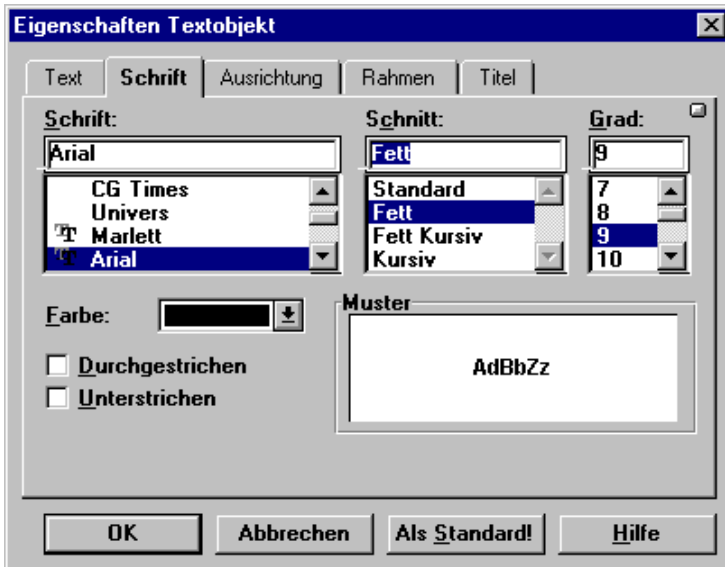 Eigenschaften Textobjekt
Text Schrift Ausrichtung Rahmen Titel
Schrift: Schnitt: Grad:
Arial Fett 9
CG Times Standard 7
Univers Fett 8
Marlett Fett Kursiv 9
Arial Kursiv 10
Farbe: Muster
Durchgestrichen AdBbZz
Unterstrichen
OK Abbrechen Als Standard! Hilfe